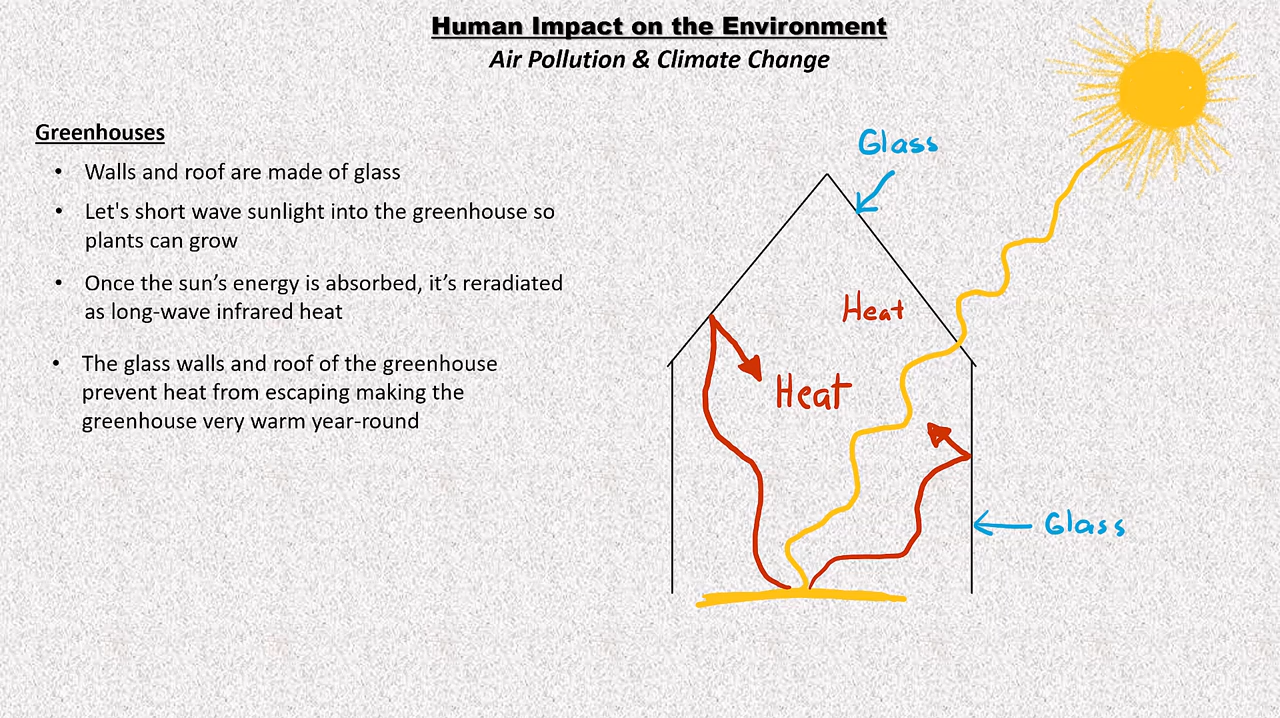 Human Impact on the Environment
Air Pollution & Climate Change
Greenhouses
• Walls and roof are made of glass
• Let's short wave sunlight into the greenhouse so
plants can grow
• Once the sun’s energy is absorbed, it’s reradiated
as long-wave infrared heat
• The glass walls and roof of the greenhouse
prevent heat from escaping making the
greenhouse very warm year-round
Glass
Heat
Heat
Glass